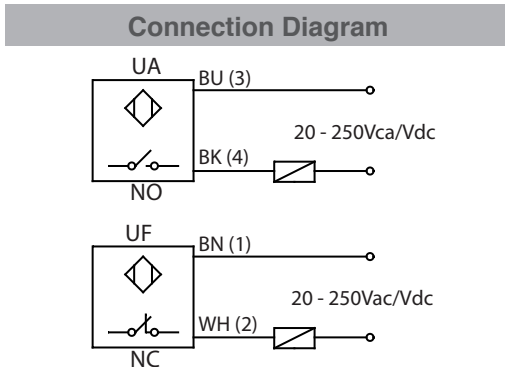 Connection Diagram
UA
BU (3)
20 - 250Vca/Vdc
BK (4)
NO
UF
BN (1)
20 - 250Vac/Vdc
WH (2)
NC